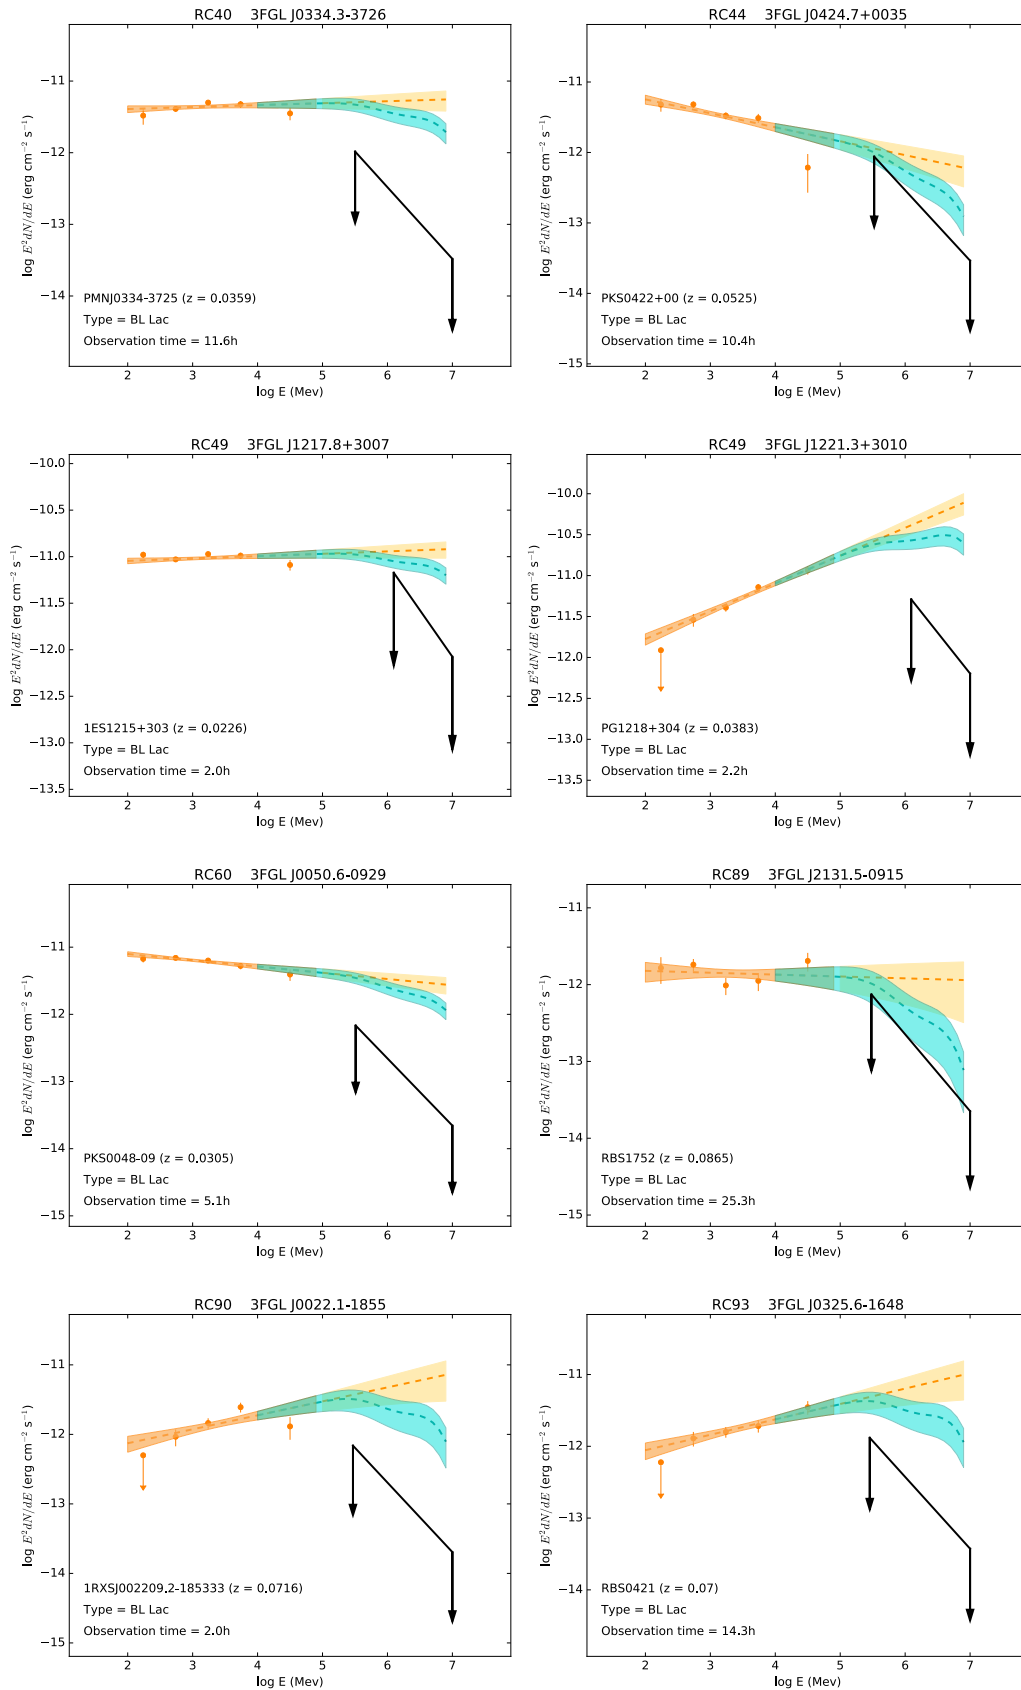 RC40 3FGL J0334.3-3726
−11
−12
−13
−14
log E²dN/dE (erg cm⁻² s⁻¹)
PMNJ0334-3725 (z = 0.0359)
Type = BL Lac
Observation time = 11.6h
2 3 4 5 6 7
log E (Mev)
RC44 3FGL J0424.7+0035
−11
−12
−13
−14
−15
log E²dN/dE (erg cm⁻² s⁻¹)
PKS0422+00 (z = 0.0525)
Type = BL Lac
Observation time = 10.4h
2 3 4 5 6 7
log E (Mev)
RC49 3FGL J1217.8+3007
−10.0
−10.5
−11.0
−11.5
−12.0
−12.5
−13.0
−13.5
log E²dN/dE (erg cm⁻² s⁻¹)
1ES1215+303 (z = 0.0226)
Type = BL Lac
Observation time = 2.0h
2 3 4 5 6 7
log E (Mev)
RC49 3FGL J1221.3+3010
−10.0
−10.5
−11.0
−11.5
−12.0
−12.5
−13.0
−13.5
log E²dN/dE (erg cm⁻² s⁻¹)
PG1218+304 (z = 0.0383)
Type = BL Lac
Observation time = 2.2h
2 3 4 5 6 7
log E (Mev)
RC60 3FGL J0050.6-0929
−11
−12
−13
−14
−15
log E²dN/dE (erg cm⁻² s⁻¹)
PKS0048-09 (z = 0.0305)
Type = BL Lac
Observation time = 5.1h
2 3 4 5 6 7
log E (Mev)
RC89 3FGL J2131.5-0915
−11
−12
−13
−14
−15
log E²dN/dE (erg cm⁻² s⁻¹)
RBS1752 (z = 0.0865)
Type = BL Lac
Observation time = 25.3h
2 3 4 5 6 7
log E (Mev)
RC90 3FGL J0022.1-1855
−11
−12
−13
−14
−15
log E²dN/dE (erg cm⁻² s⁻¹)
1RXSJ002209.2-185333 (z = 0.0716)
Type = BL Lac
Observation time = 2.0h
2 3 4 5 6 7
log E (Mev)
RC93 3FGL J0325.6-1648
−11
−12
−13
−14
log E²dN/dE (erg cm⁻² s⁻¹)
RBS0421 (z = 0.07)
Type = BL Lac
Observation time = 14.3h
2 3 4 5 6 7
log E (Mev)